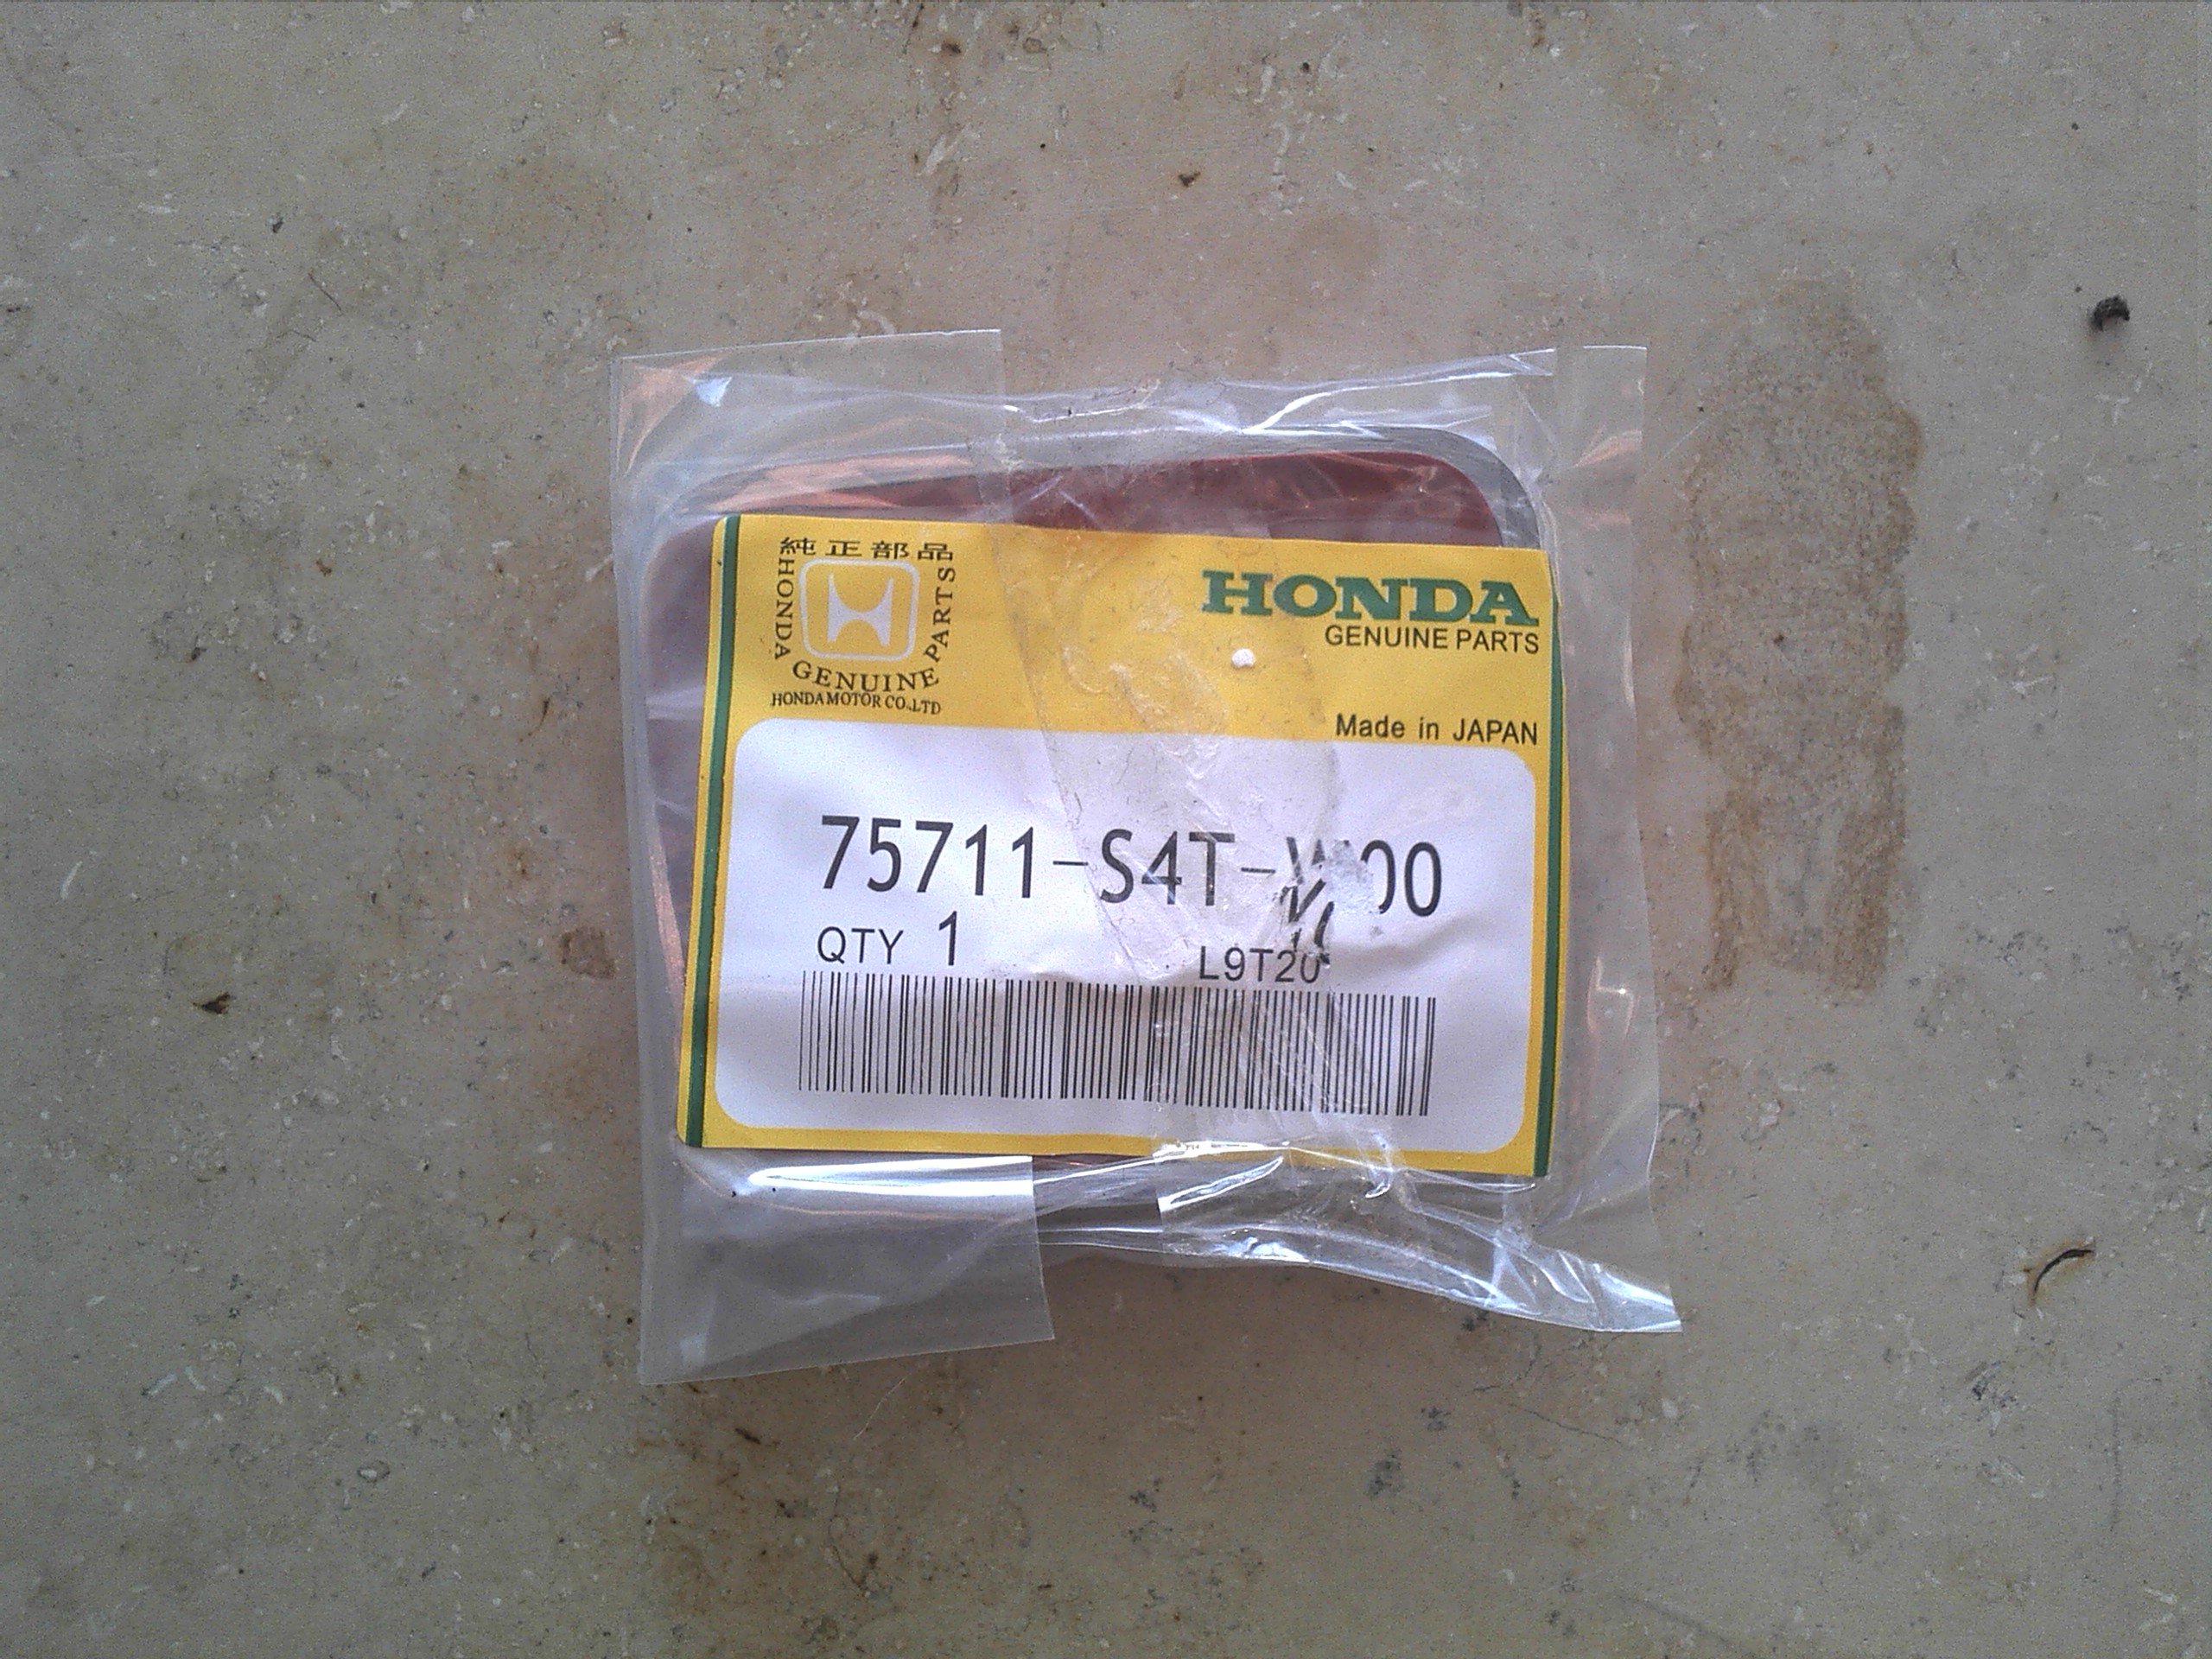 純正部品
HONDA GENUINE PARTS
HONDA MOTOR CO.,LTD
HONDA
GENUINE PARTS
Made in JAPAN
75711-S4T-W00
QTY 1
L9T20